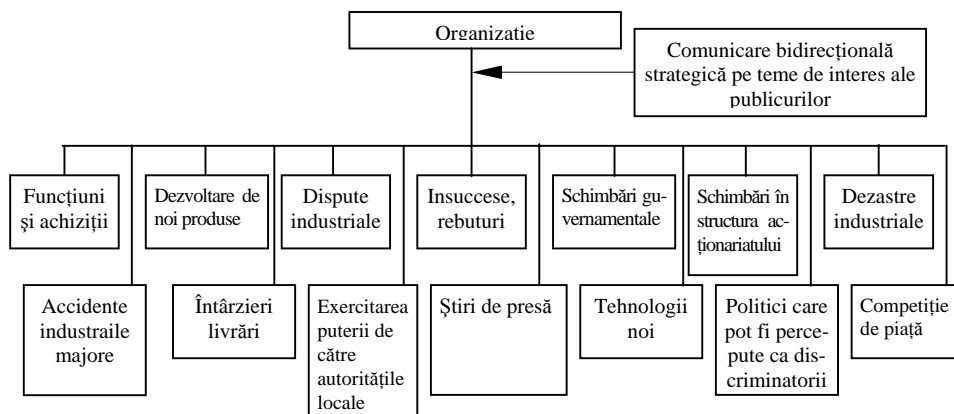 Organizatie
Comunicare bidirecțională
strategică pe teme de interes ale
publicurilor
Funcțiuni
și achiziții
Dezvoltare de
noi produse
Dispute
industriale
Insuccese,
rebuturi
Schimbări gu-
vernamentale
Schimbări în
structura ac-
ționariatului
Dezastre
industriale
Accidente
industraile
majore
Întârzieri
livrări
Exercitarea
puterii de
către
autoritățile
locale
Știri de presă
Tehnologii
noi
Politici care
pot fi perce-
pute ca dis-
criminatorii
Competiție
de piață